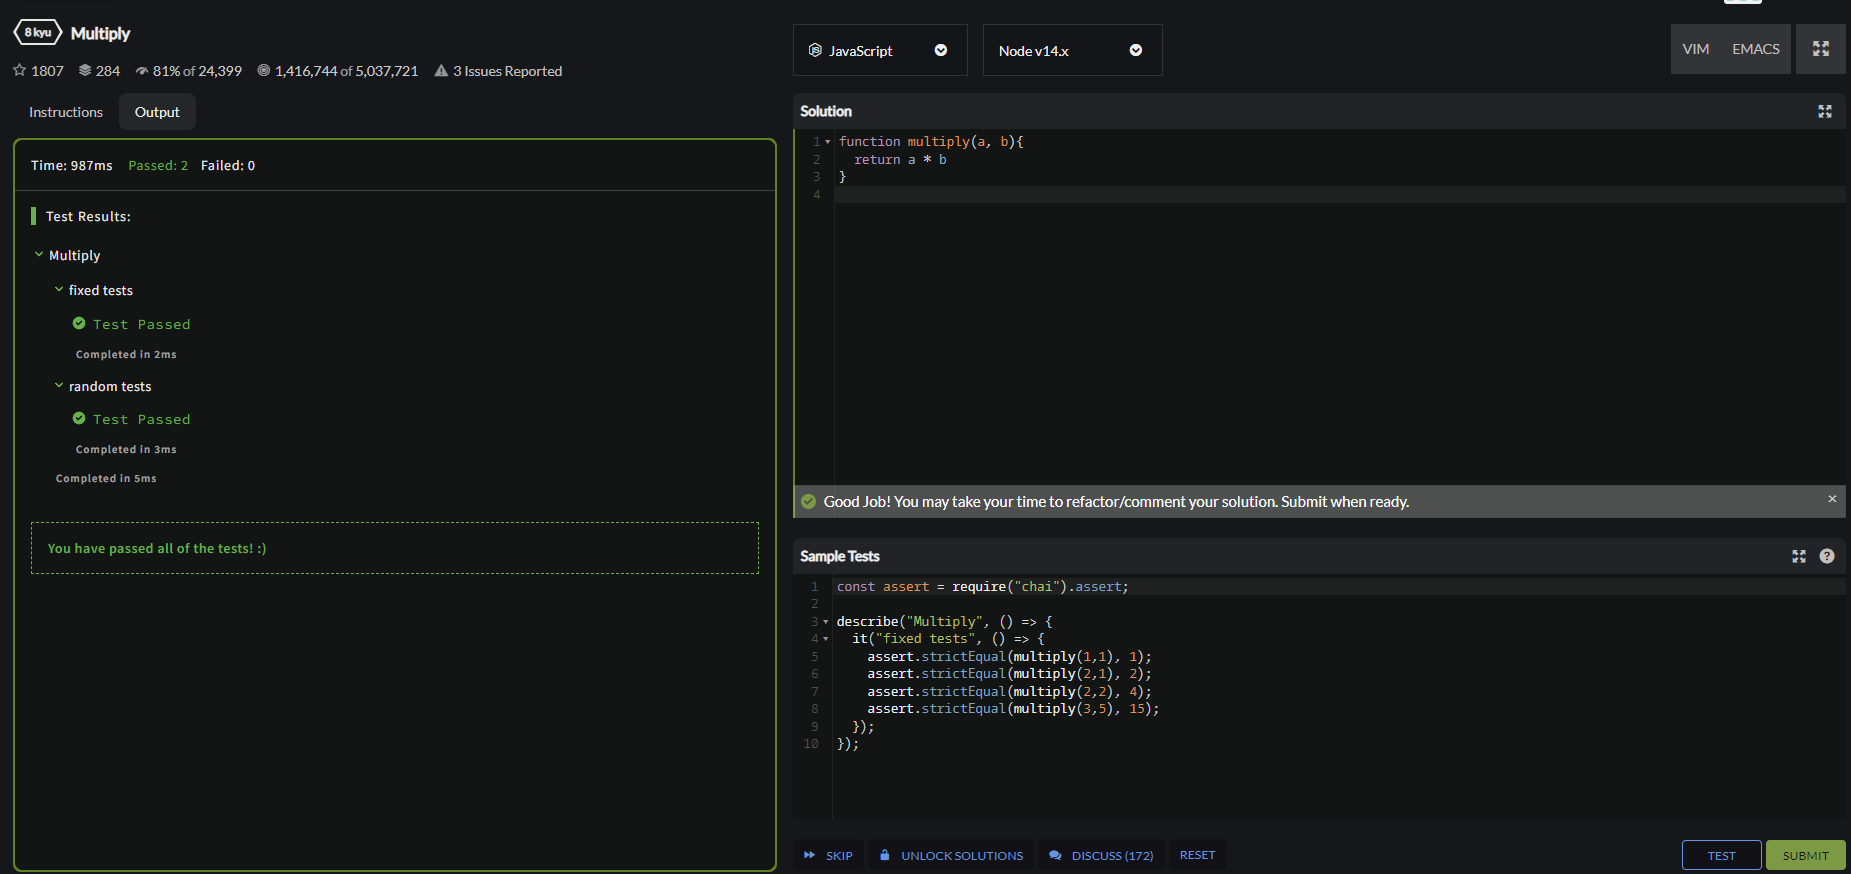 8 kyu Multiply
1807 284 81% of 24,399 1,416,744 of 5,037,721 3 Issues Reported
Instructions Output
Time: 987ms Passed: 2 Failed: 0
Test Results:
Multiply
fixed tests
Test Passed
Completed in 2ms
random tests
Test Passed
Completed in 3ms
Completed in 5ms
You have passed all of the tests! :)
JavaScript Node v14.x VIM EMACS
Solution
1 function multiply(a, b){
2 return a * b
3 }
4
Good Job! You may take your time to refactor/comment your solution. Submit when ready. ×
Sample Tests ?
1 const assert = require("chai").assert;
2
3 describe("Multiply", () => {
4 it("fixed tests", () => {
5 assert.strictEqual(multiply(1,1), 1);
6 assert.strictEqual(multiply(2,1), 2);
7 assert.strictEqual(multiply(2,2), 4);
8 assert.strictEqual(multiply(3,5), 15);
9 });
10 });
SKIP UNLOCK SOLUTIONS DISCUSS (172) RESET TEST SUBMIT